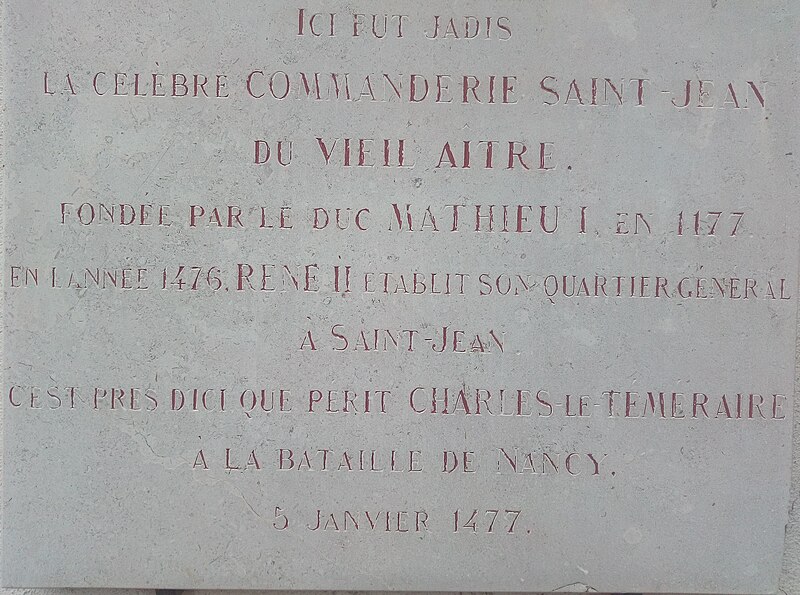 ICI FUT JADIS
LA CÉLÈBRE COMMANDERIE SAINT-JEAN
DU VIEIL AITRE.
FONDÉE PAR LE DUC MATHIEU I, EN 1177
EN L'ANNÉE 1476, RENÉ II ETABLIT SON QUARTIER GÉNÉRAL
À SAINT-JEAN
C'EST PRES D'ICI QUE PERIT CHARLES-LE-TÉMÉRAIRE
A LA BATAILLE DE NANCY.
5 JANVIER 1477.